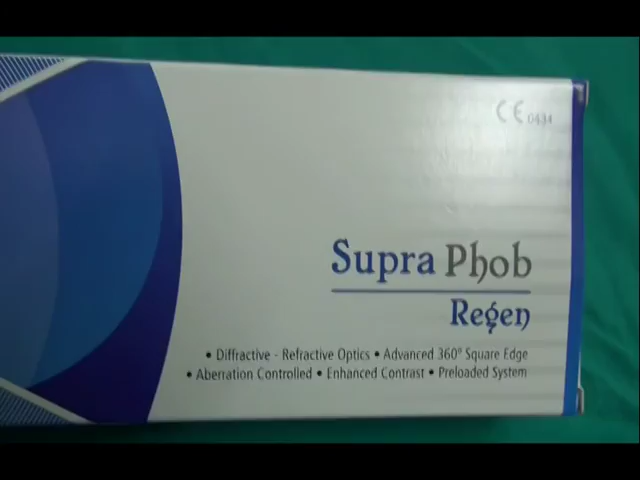 CE 0434
Supra Phob
Regen
• Diffractive - Refractive Optics • Advanced 360° Square Edge
• Aberration Controlled • Enhanced Contrast • Preloaded System